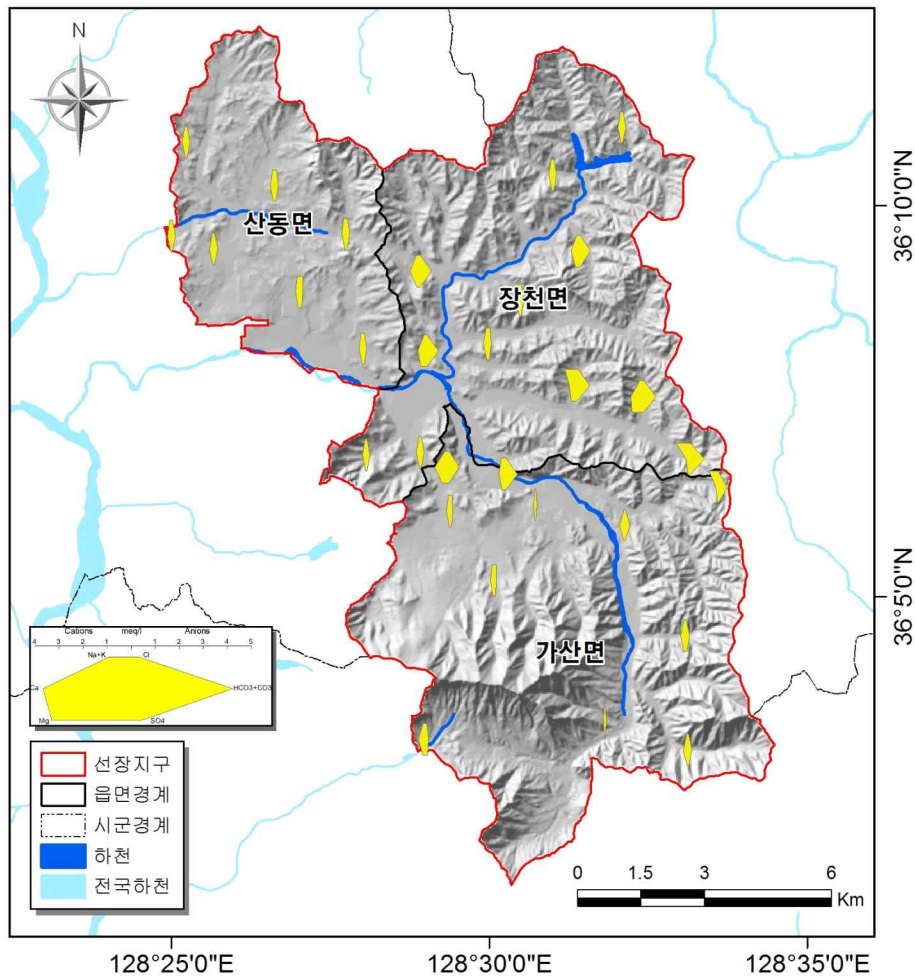 N
36°10'0"N
산동면
장천면
36°5'0"N
가산면
Cations meq/l Anions
4 3 2 1 1 2 3 4 5
Na+K Cl
Ca HCO3+CO3
Mg SO4
선장지구
읍면경계
시군경계
하천
전국하천
0 1.5 3 6
Km
128°25'0"E 128°30'0"E 128°35'0"E